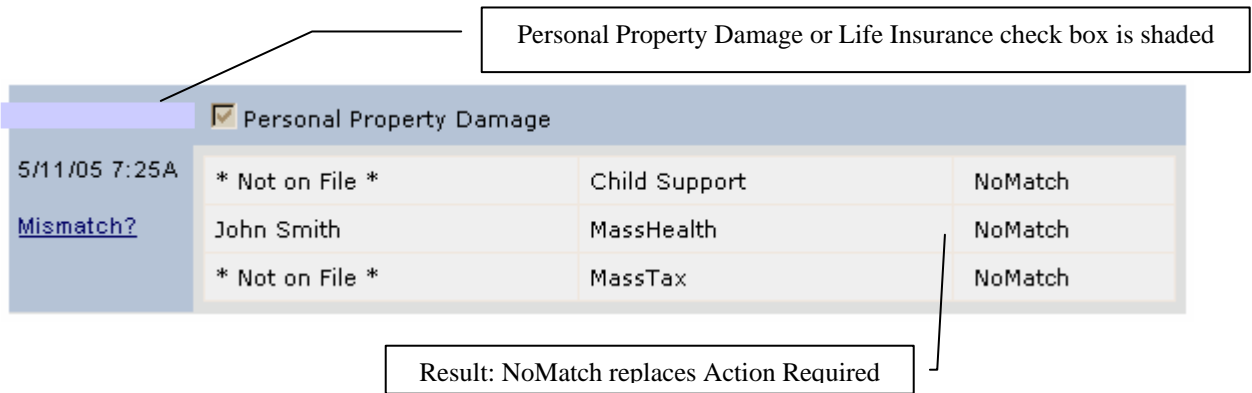 Personal Property Damage or Life Insurance check box is shaded
Personal Property Damage
5/11/05 7:25A
* Not on File * Child Support NoMatch
Mismatch?
John Smith MassHealth NoMatch
* Not on File * MassTax NoMatch
Result: NoMatch replaces Action Required